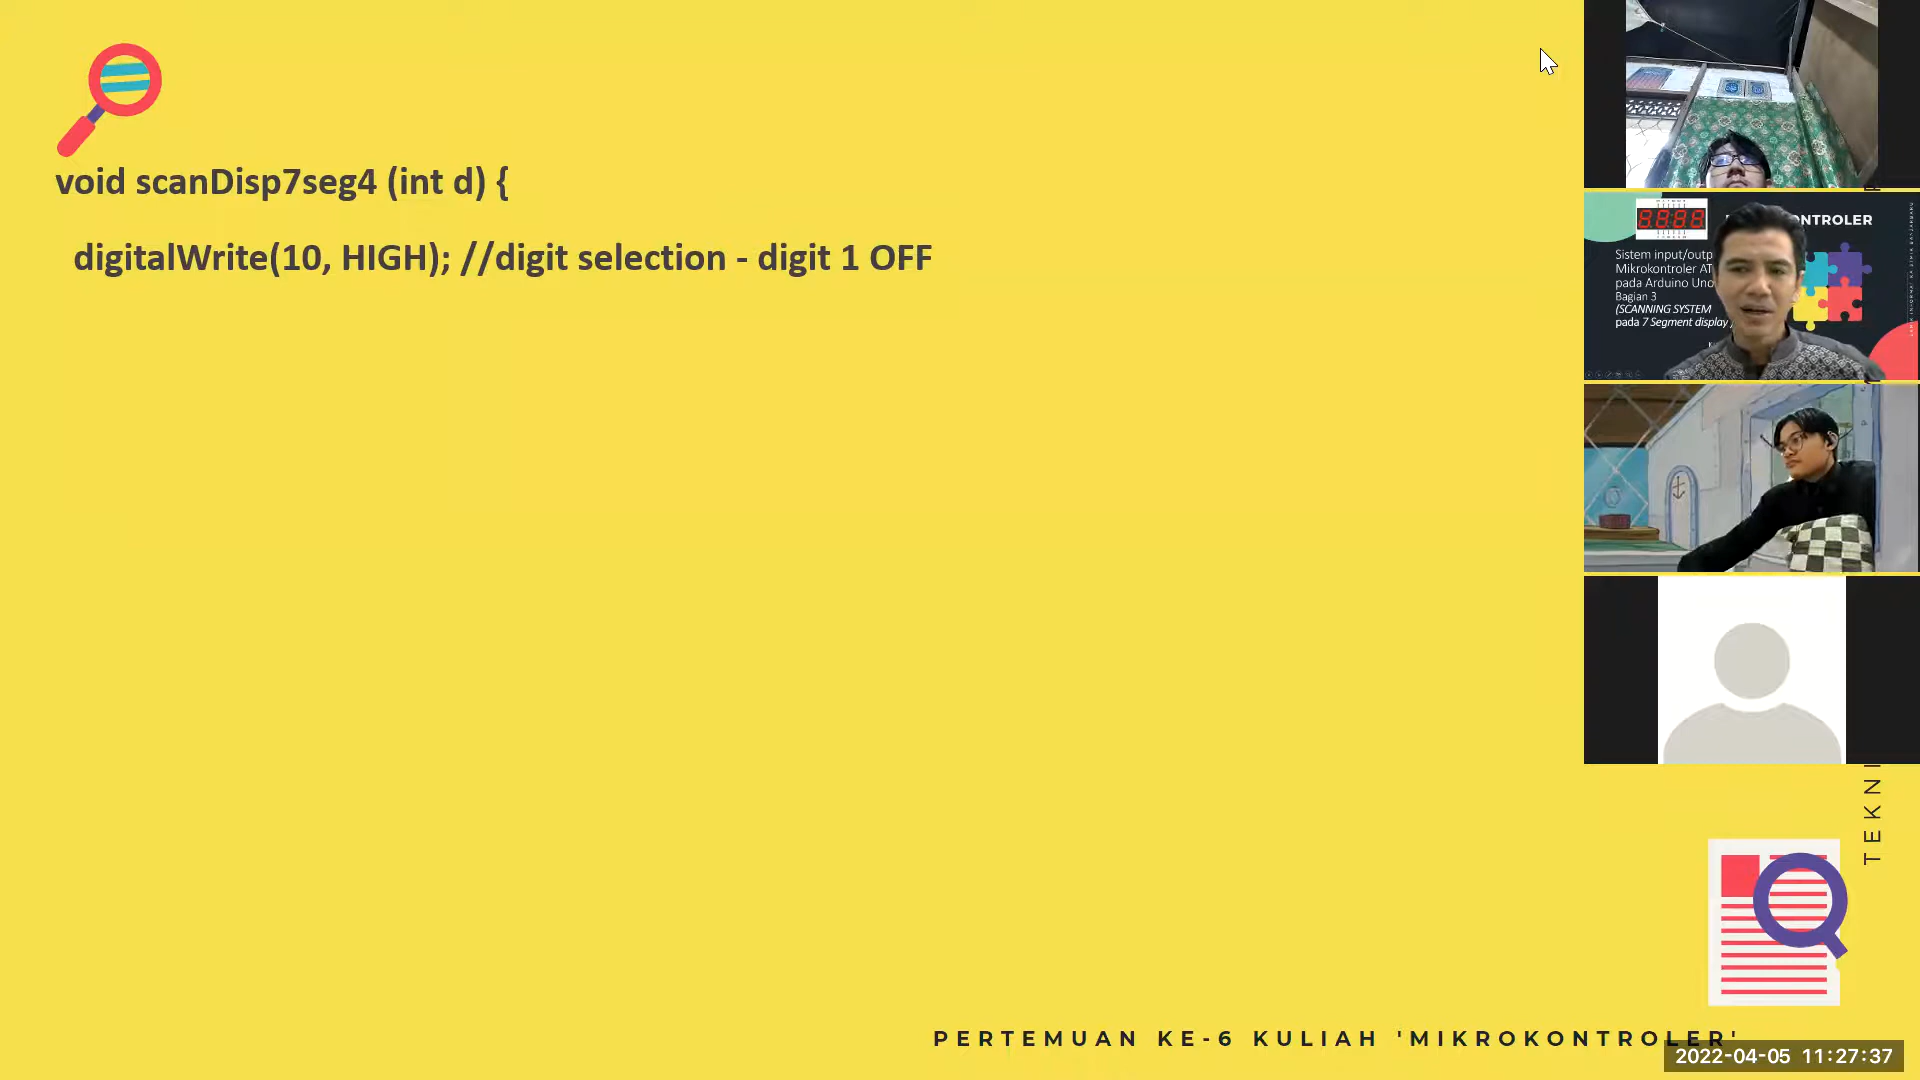 void scanDisp7seg4 (int d) {
digitalWrite(10, HIGH); //digit selection - digit 1 OFF
ONTROLER
Sistem input/outp
Mikrokontroler AT
pada Arduino Uno
Bagian 3
(SCANNING SYSTEM
pada 7 Segment display
TEKNI
PERTEMUAN KE-6 KULIAH 'MIKROKONTROLER'
2022-04-05 11:27:37